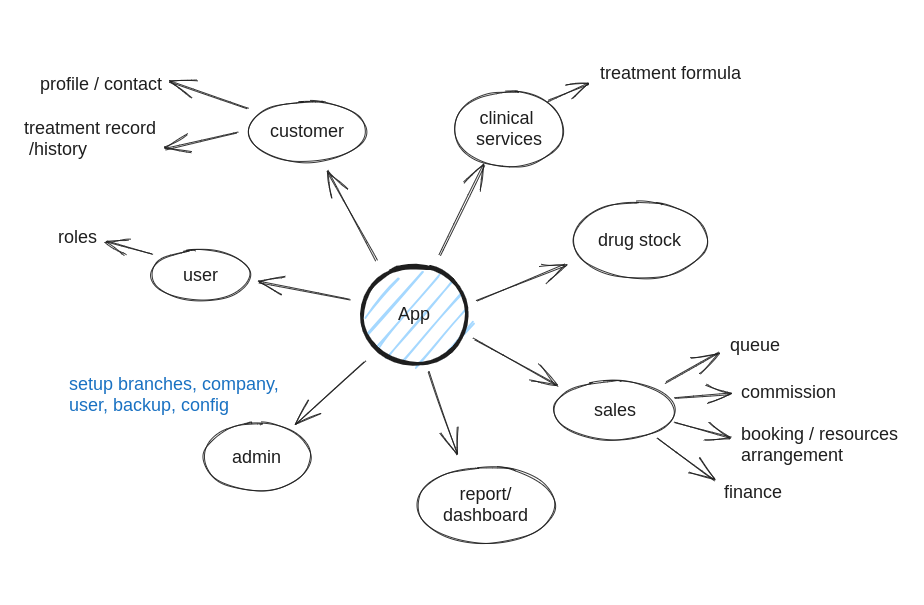 profile / contact
treatment record
/history
customer
clinical
services
treatment formula
roles
user
drug stock
App
setup branches, company,
user, backup, config
admin
report/
dashboard
sales
queue
commission
booking / resources
arrangement
finance